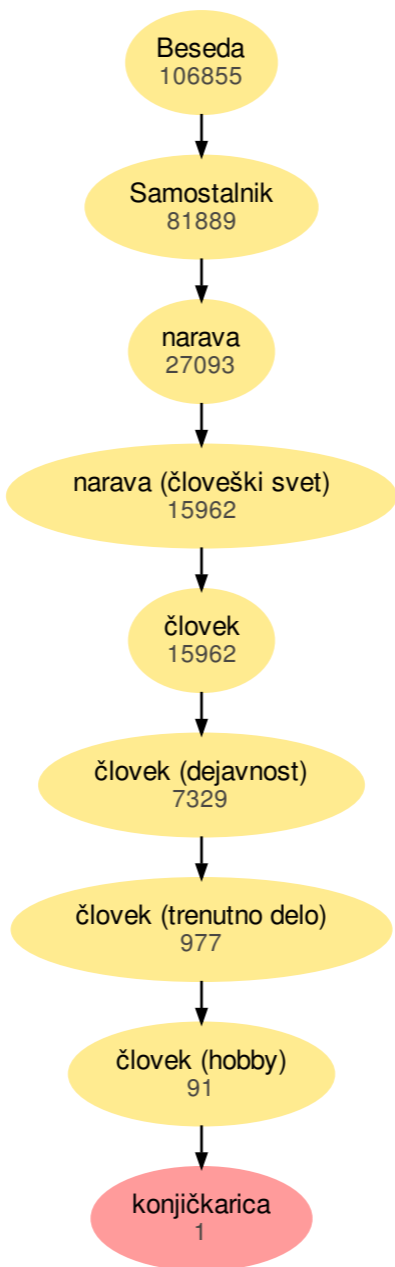 Beseda
106855
Samostalnik
81889
narava
27093
narava (človeški svet)
15962
človek
15962
človek (dejavnost)
7329
človek (trenutno delo)
977
človek (hobby)
91
konjičkarica
1